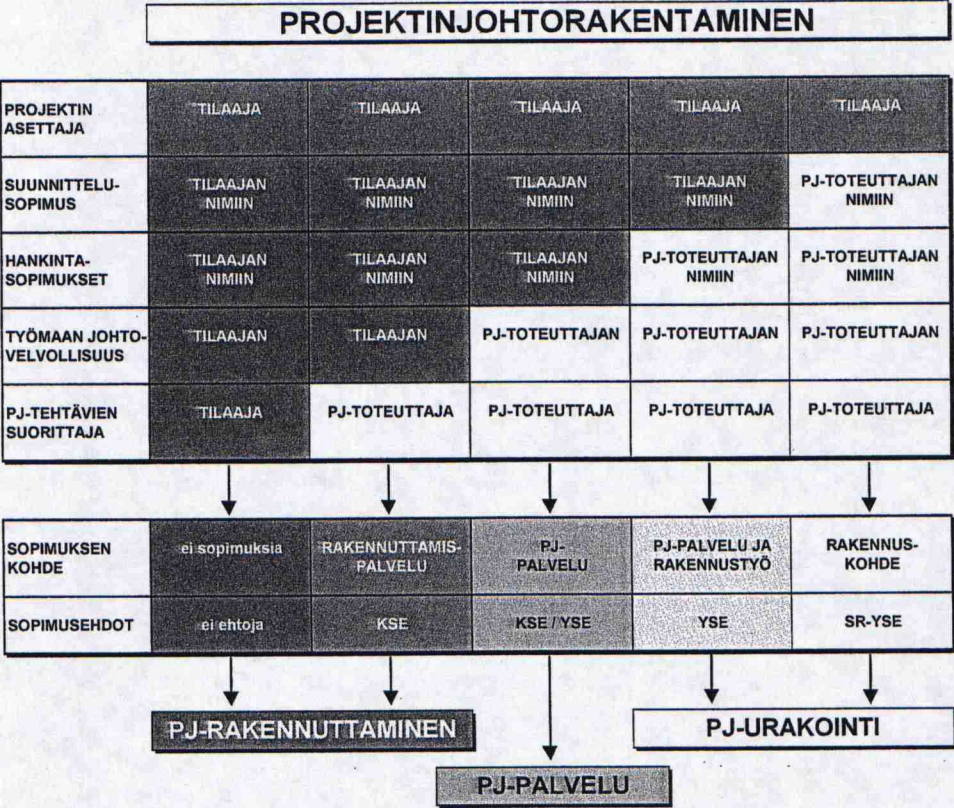 PROJEKTINJOHTORAKENTAMINEN
PROJEKTIN
ASETTAJA
TILAAJA TILAAJA TILAAJA TILAAJA TILAAJA
SUUNNITTELU-
SOPIMUS
TILAAJAN
NIMIIN
TILAAJAN
NIMIIN
TILAAJAN
NIMIIN
TILAAJAN
NIMIIN
PJ-TOTEUTTAJAN
NIMIIN
HANKINTA-
SOPIMUKSET
TILAAJAN
NIMIIN
TILAAJAN
NIMIIN
TILAAJAN
NIMIIN
PJ-TOTEUTTAJAN
NIMIIN
PJ-TOTEUTTAJAN
NIMIIN
TYÖMAAN JOHTO-
VELVOLLISUUS
TILAAJAN TILAAJAN PJ-TOTEUTTAJAN PJ-TOTEUTTAJAN PJ-TOTEUTTAJAN
PJ-TEHTÄVIEN
SUORITTAJA
TILAAJA PJ-TOTEUTTAJA PJ-TOTEUTTAJA PJ-TOTEUTTAJA PJ-TOTEUTTAJA
SOPIMUKSEN
KOHDE
ei sopimuksia
RAKENNUTTAMIS-
PALVELU
PJ-
PALVELU
PJ-PALVELU JA
RAKENNUSTYÖ
RAKENNUS-
KOHDE
SOPIMUSEHDOT ei ehtoja KSE KSE / YSE YSE SR-YSE
PJ-RAKENNUTTAMINEN PJ-URAKOINTI
PJ-PALVELU